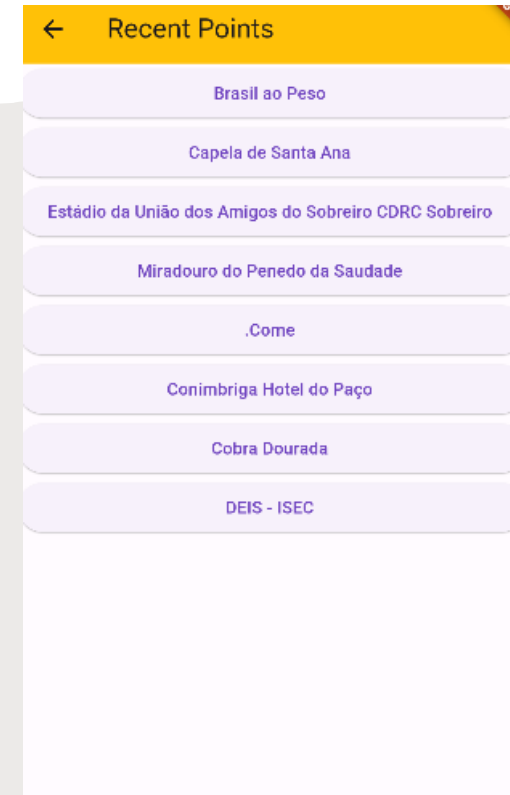 Recent Points
Brasil ao Peso
Capela de Santa Ana
Estádio da União dos Amigos do Sobreiro CDRC Sobreiro
Miradouro do Penedo da Saudade
.Come
Conimbriga Hotel do Paço
Cobra Dourada
DEIS - ISEC